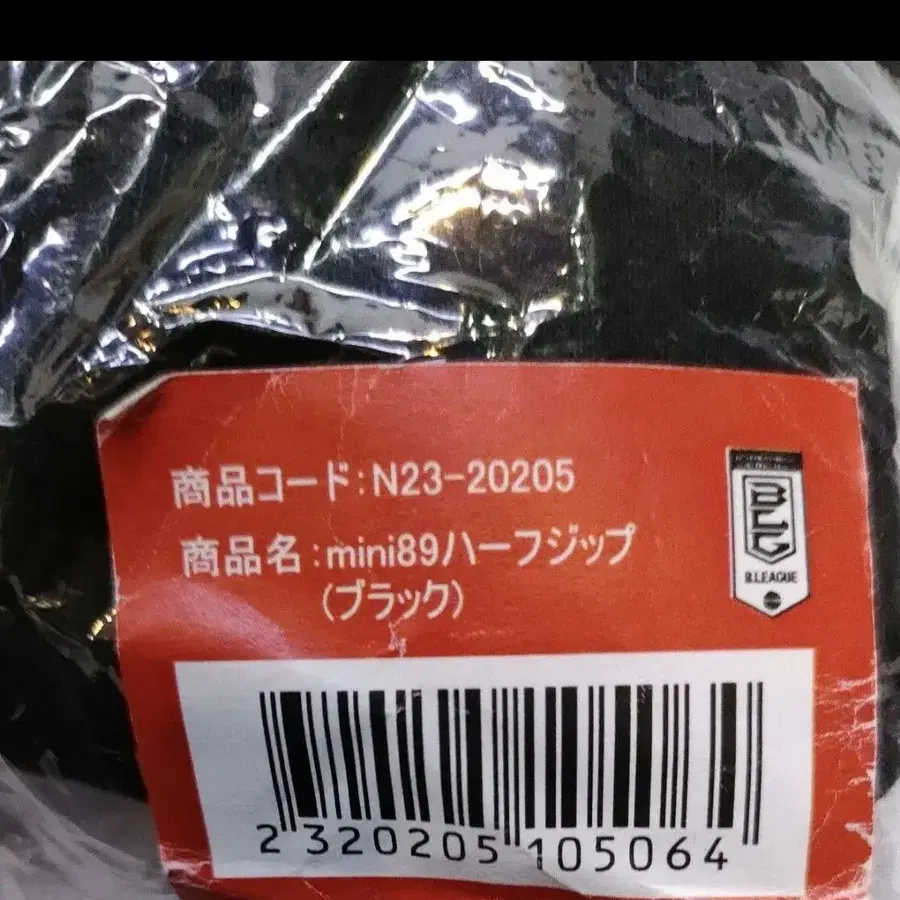 商品コード:N23-20205
商品名:mini89ハーフジップ
(ブラック)
B.LEAGUE
2 320205 105064